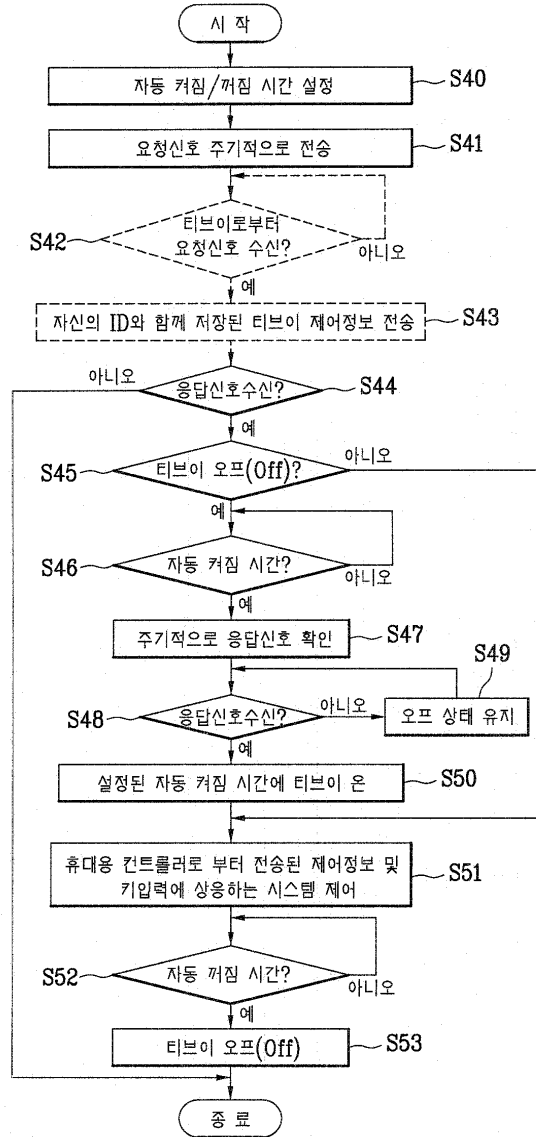 시 작
자동 켜짐/꺼짐 시간 설정
S40
요청신호 주기적으로 전송
S41
티브이로부터
요청신호 수신?
S42
아니오
예
자신의 ID와 함께 저장된 티브이 제어정보 전송
S43
아니오
응답신호수신?
S44
예
S45
티브이 오프(Off)?
아니오
예
S46
자동 켜짐 시간?
아니오
예
주기적으로 응답신호 확인
S47
S48
응답신호수신?
아니오
오프 상태 유지
S49
예
설정된 자동 켜짐 시간에 티브이 온
S50
휴대용 컨트롤러로 부터 전송된 제어정보 및
키입력에 상응하는 시스템 제어
S51
S52
자동 꺼짐 시간?
아니오
예
티브이 오프(Off)
S53
종 료